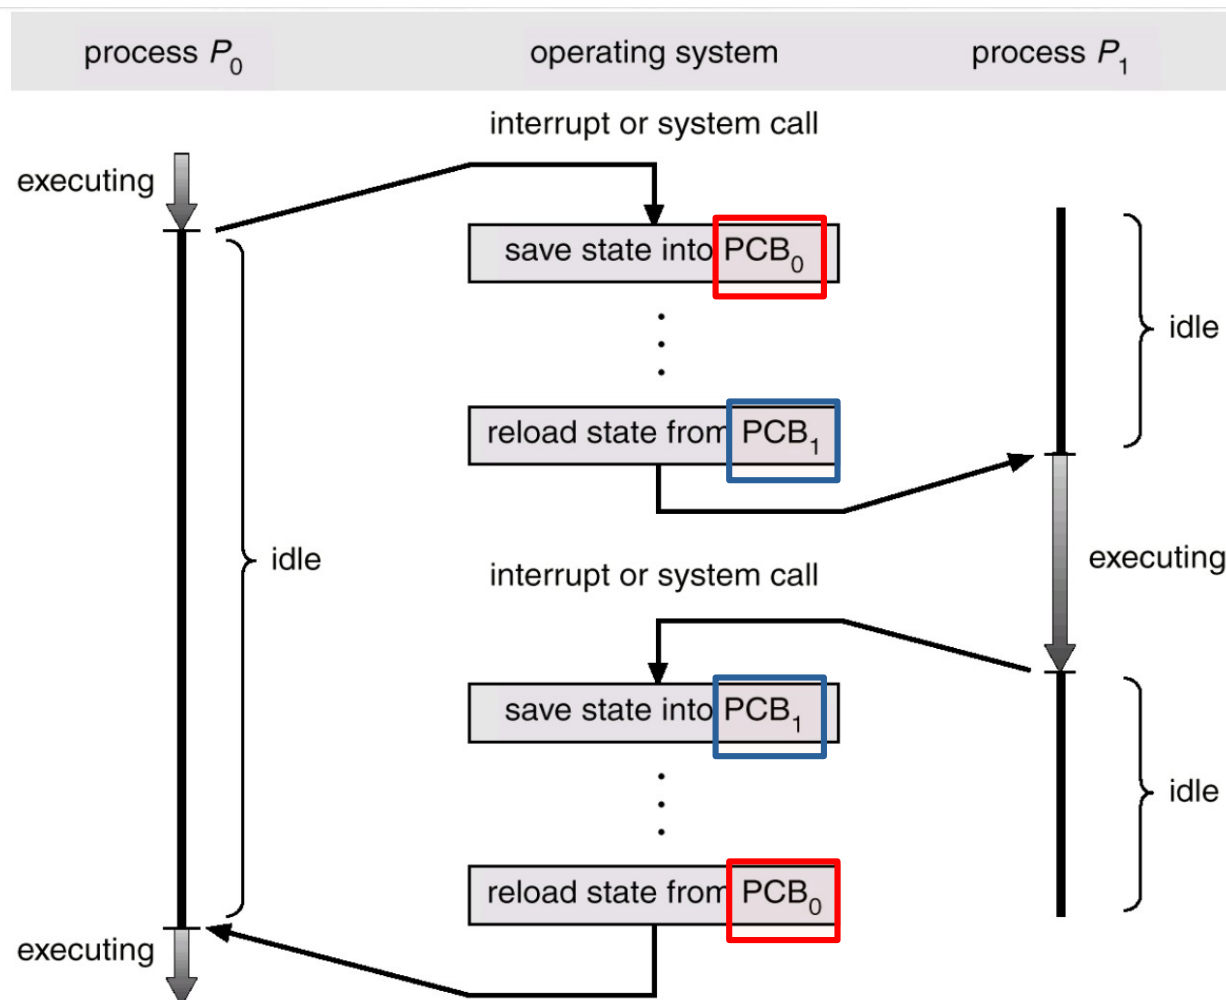 process P₀ operating system process P₁
interrupt or system call
executing
save state into PCB₀
.
.
.
idle
reload state from PCB₁
idle
executing
interrupt or system call
save state into PCB₁
.
.
.
idle
reload state from PCB₀
executing